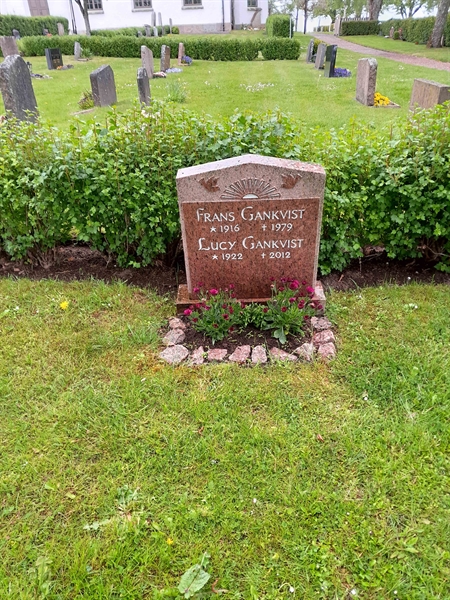 Frans Gankvist
★ 1916 † 1979
Lucy Gankvist
★ 1922 † 2012